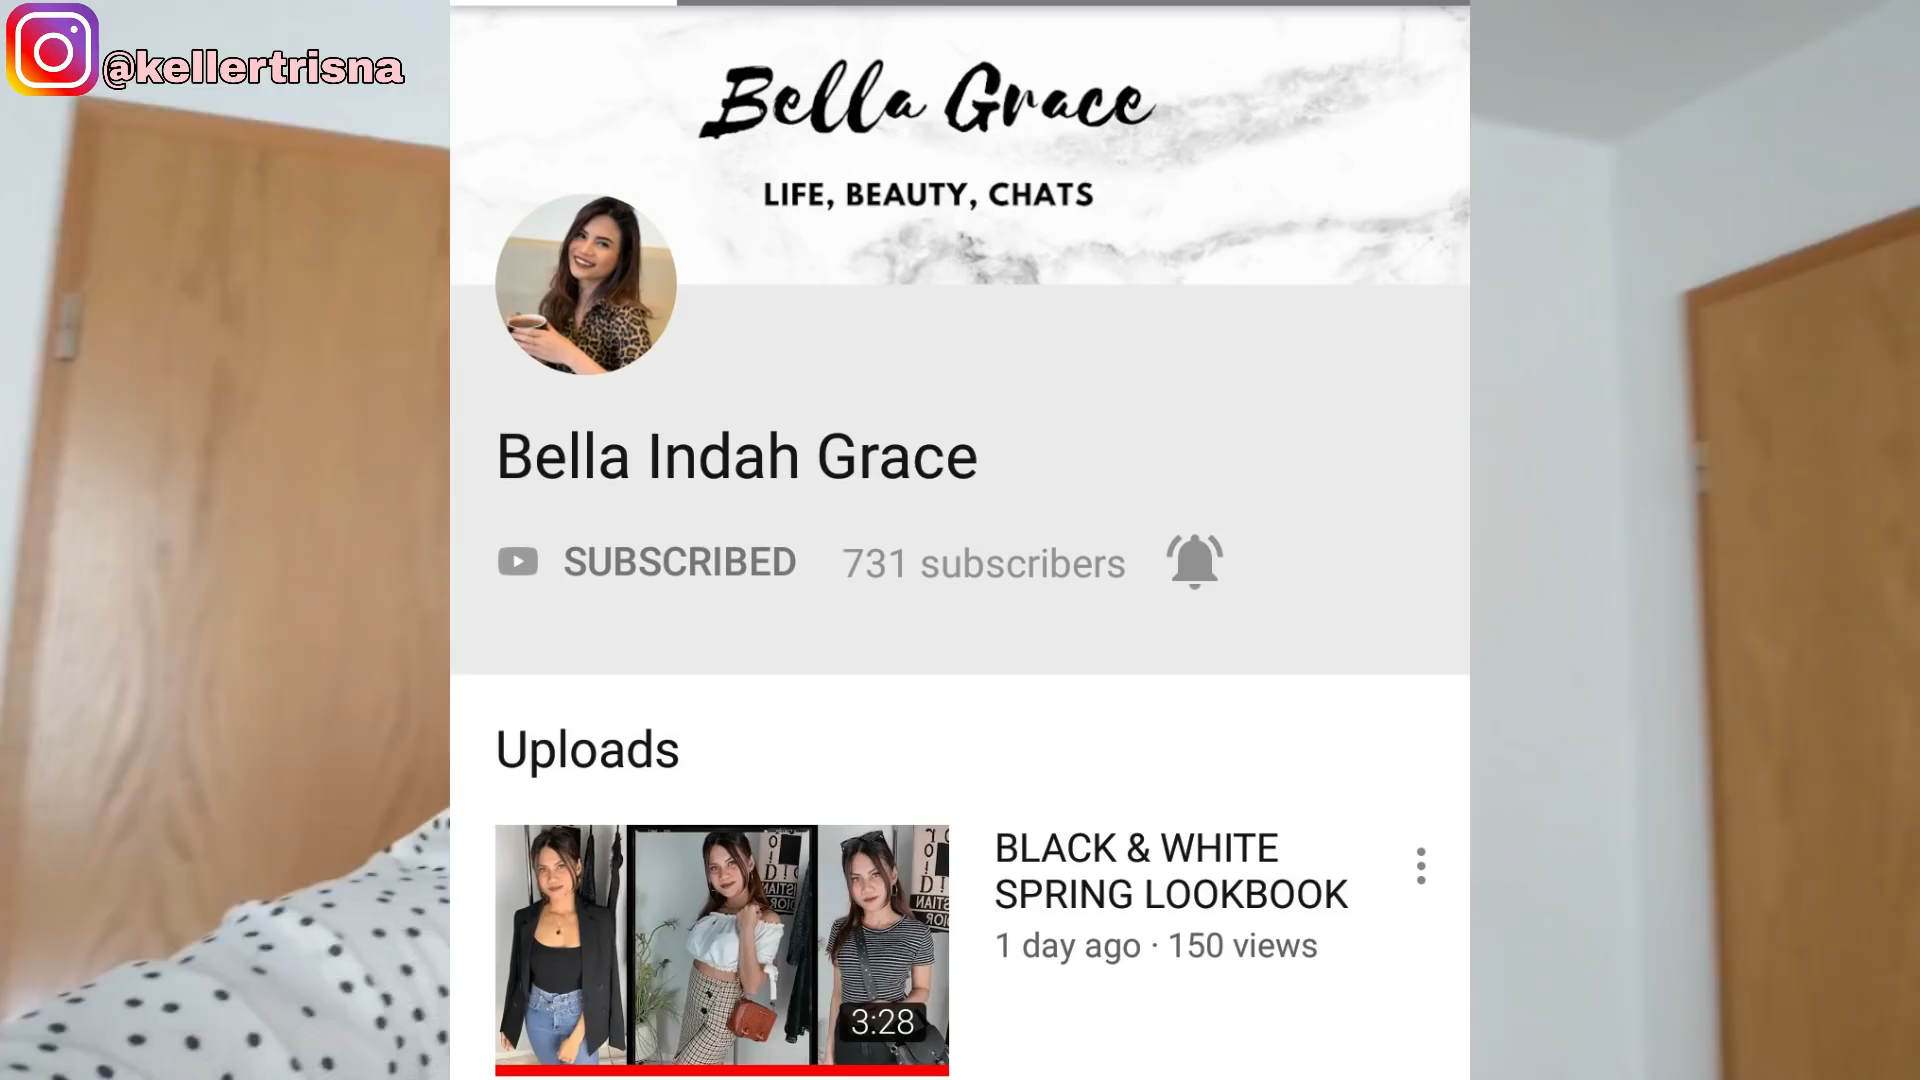 @kellertrisna
Bella Grace
LIFE, BEAUTY, CHATS
Bella Indah Grace
SUBSCRIBED 731 subscribers
Uploads
BLACK & WHITE
SPRING LOOKBOOK
1 day ago · 150 views
3:28